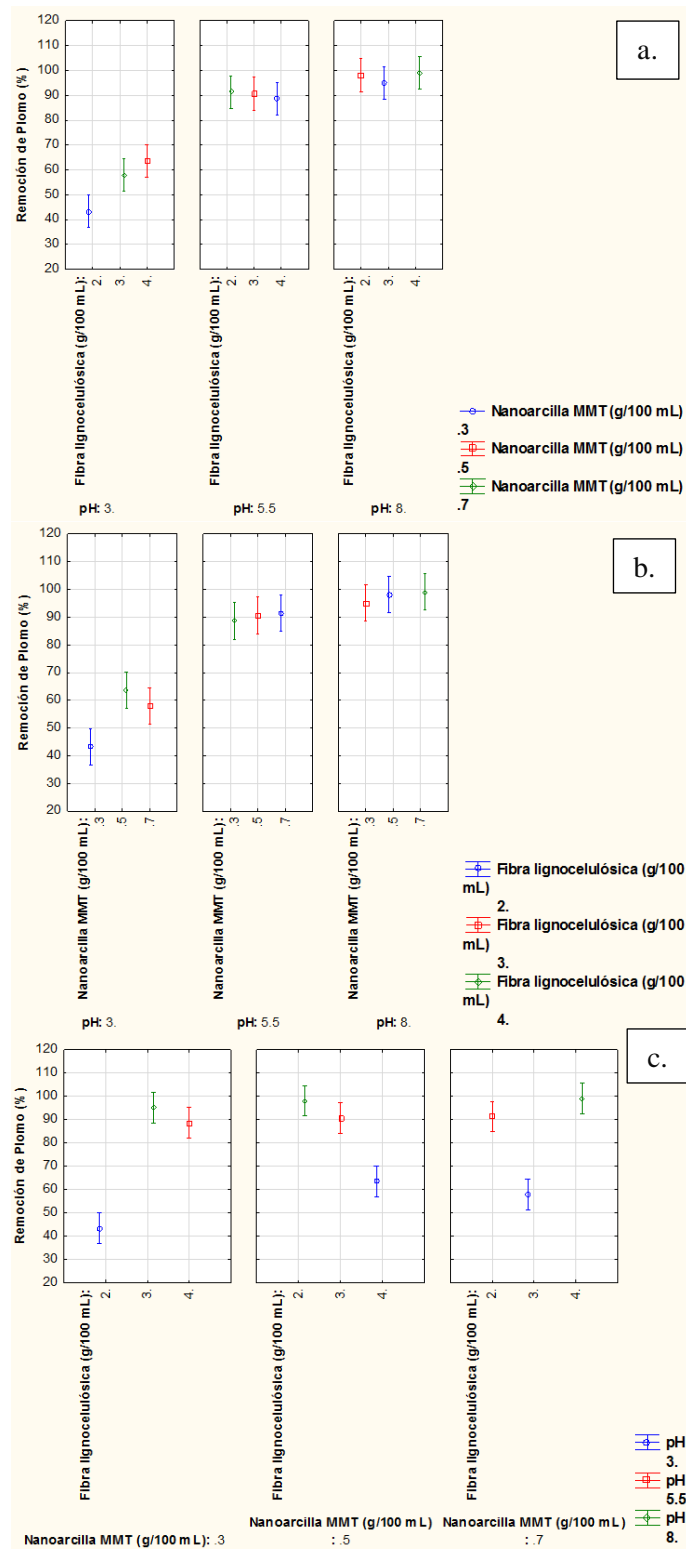 a.
Remoción de Plomo (%)
120
110
100
90
80
70
60
50
40
30
20
Fibra lignocelulósica (g/100 mL):
2.
3.
4.
Fibra lignocelulósica (g/100 mL):
2.
3.
4.
Fibra lignocelulósica (g/100 mL):
2.
3.
4.
pH: 3.
pH: 5.5
pH: 8.
Nanoarcilla MMT (g/100 mL)
.3
Nanoarcilla MMT (g/100 mL)
.5
Nanoarcilla MMT (g/100 mL)
.7
b.
Remoción de Plomo (%)
120
110
100
90
80
70
60
50
40
30
20
Nanoarcilla MMT (g/100 mL):
.3
.5
.7
Nanoarcilla MMT (g/100 mL):
.3
.5
.7
Nanoarcilla MMT (g/100 mL):
.3
.5
.7
pH: 3.
pH: 5.5
pH: 8.
Fibra lignocelulósica (g/100
mL)
2.
Fibra lignocelulósica (g/100
mL)
3.
Fibra lignocelulósica (g/100
mL)
4.
c.
Remoción de Plomo (%)
120
110
100
90
80
70
60
50
40
30
20
Fibra lignocelulósica (g/100 mL):
2.
3.
4.
Fibra lignocelulósica (g/100 mL):
2.
3.
4.
Fibra lignocelulósica (g/100 mL):
2.
3.
4.
Nanoarcilla MMT (g/100 mL): .3
Nanoarcilla MMT (g/100 mL)
: .5
Nanoarcilla MMT (g/100 mL)
: .7
pH
3.
pH
5.5
pH
8.